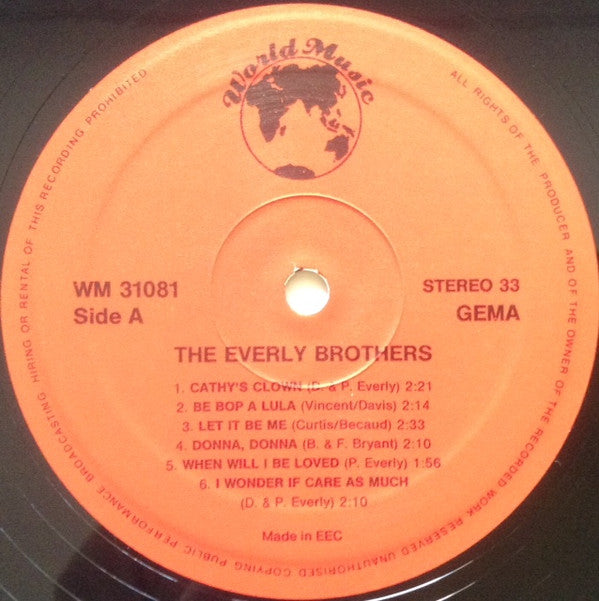 World Music
ALL RIGHTS OF THE PRODUCER AND OF THE OWNER OF THE RECORDED WORK RESERVED UNAUTHORISED COPYING PUBLIC PERFORMANCE BROADCASTING HIRING OR RENTAL OF THIS RECORDING PROHIBITED
WM 31081
Side A
STEREO 33
GEMA
THE EVERLY BROTHERS
1. CATHY'S CLOWN (D. & P. Everly) 2:21
2. BE BOP A LULA (Vincent/Davis) 2:14
3. LET IT BE ME (Curtis/Becaud) 2:33
4. DONNA, DONNA (B. & F. Bryant) 2:10
5. WHEN WILL I BE LOVED (P. Everly) 1:56
6. I WONDER IF CARE AS MUCH
(D. & P. Everly) 2:10
Made in EEC